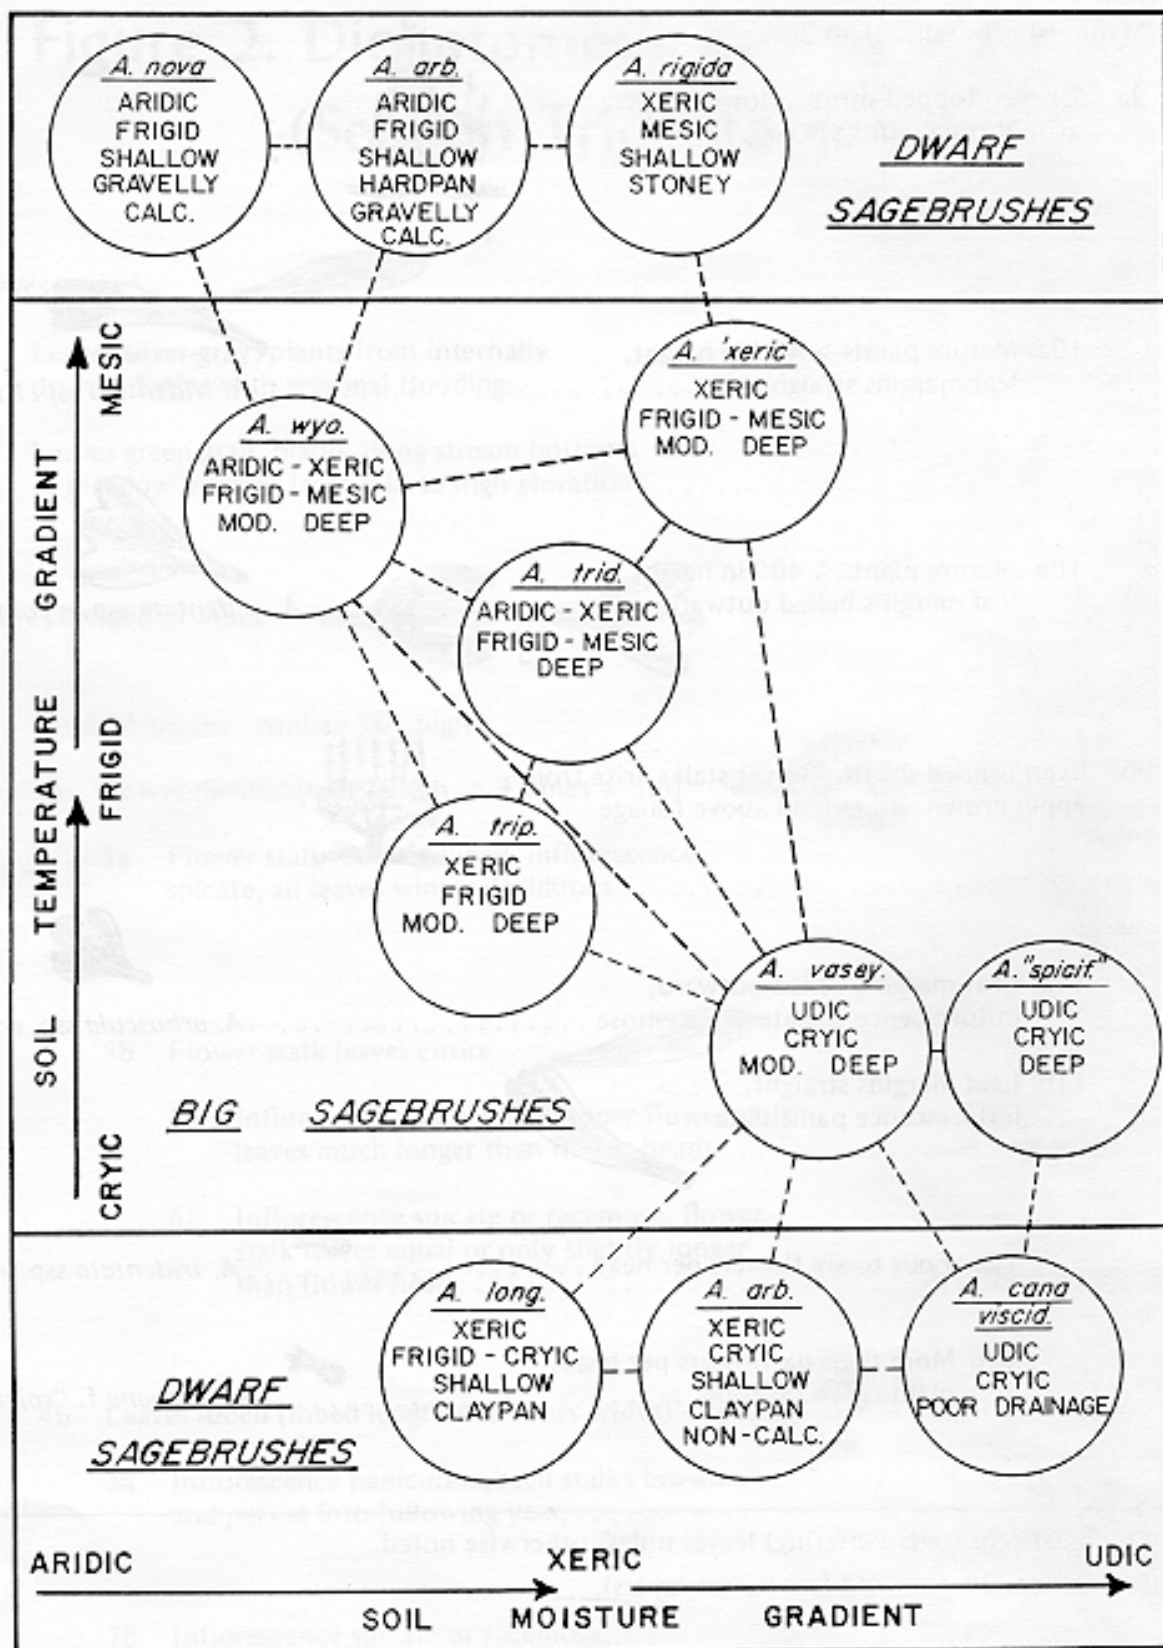 A. nova
ARIDIC
FRIGID
SHALLOW
GRAVELLY
CALC.
A. arb.
ARIDIC
FRIGID
SHALLOW
HARDPAN
GRAVELLY
CALC.
A. rigida
XERIC
MESIC
SHALLOW
STONEY
DWARF
SAGEBRUSHES
A. 'xeric'
XERIC
FRIGID - MESIC
MOD. DEEP
A. wyo.
ARIDIC - XERIC
FRIGID - MESIC
MOD. DEEP
A. trid.
ARIDIC - XERIC
FRIGID - MESIC
DEEP
A. trip.
XERIC
FRIGID
MOD. DEEP
A. vasey.
UDIC
CRYIC
MOD. DEEP
A. "spicif."
UDIC
CRYIC
DEEP
BIG SAGEBRUSHES
SOIL TEMPERATURE GRADIENT
CRYIC
FRIGID
MESIC
A. long.
XERIC
FRIGID - CRYIC
SHALLOW
CLAYPAN
A. arb.
XERIC
CRYIC
SHALLOW
CLAYPAN
NON-CALC.
A. cana
viscid.
UDIC
CRYIC
POOR DRAINAGE
DWARF
SAGEBRUSHES
ARIDIC XERIC UDIC
SOIL MOISTURE GRADIENT